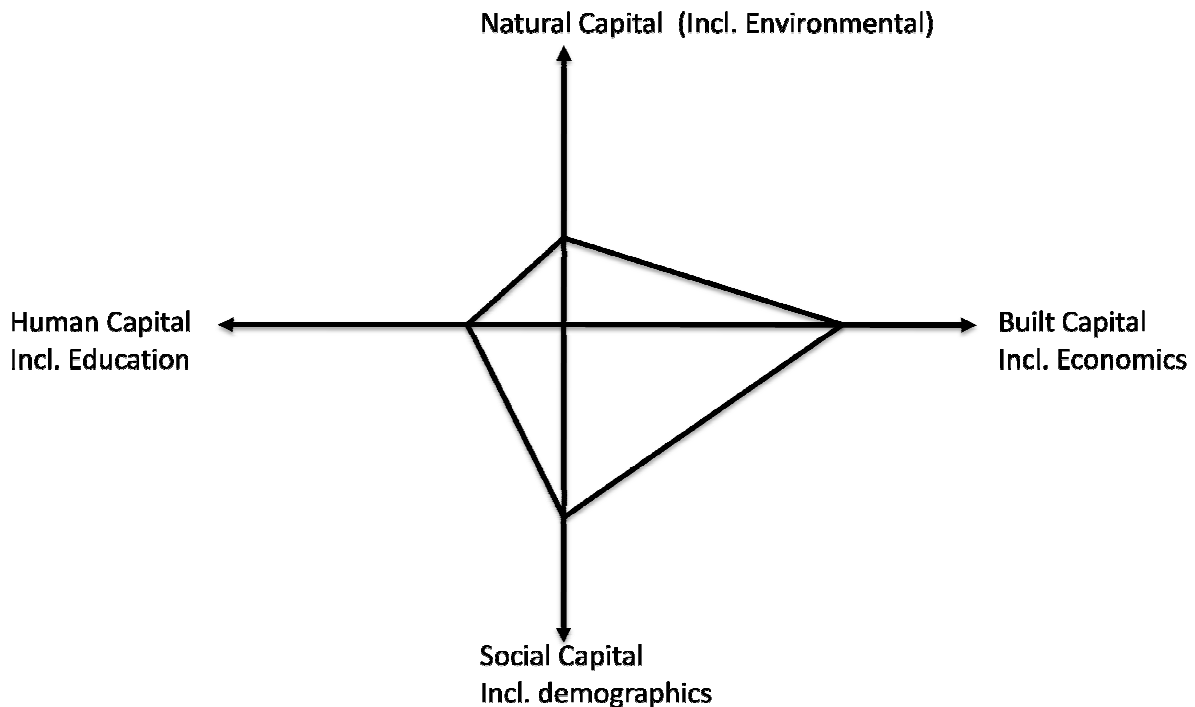 Natural Capital  (Incl. Environmental)
Human Capital
Incl. Education
Built Capital
Incl. Economics
Social Capital
Incl. demographics